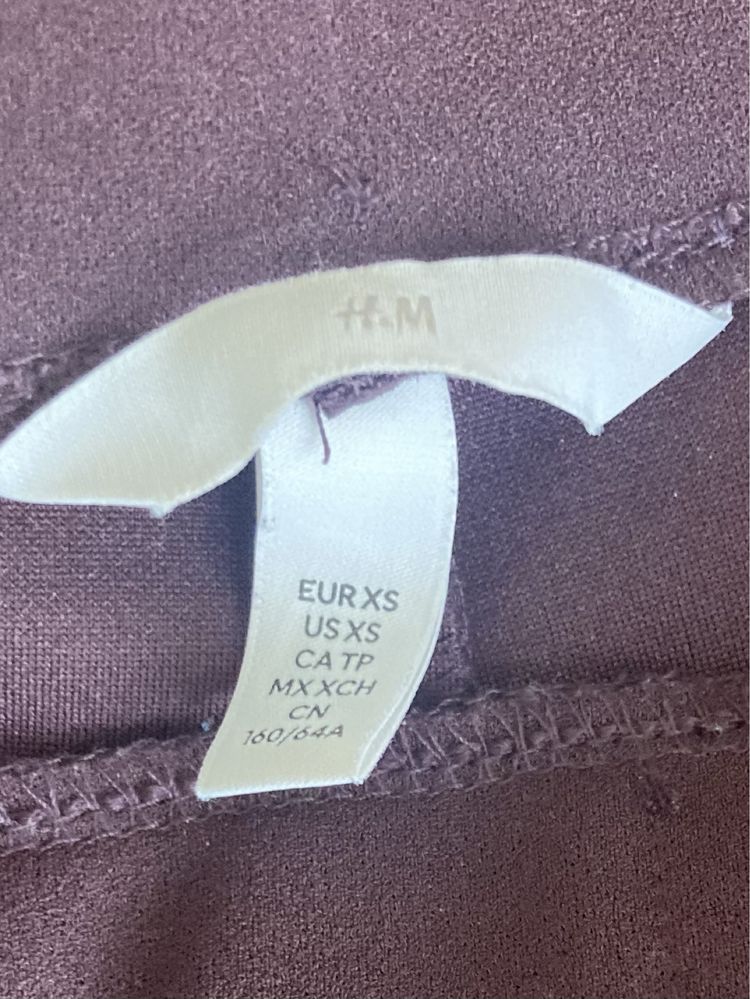 H&M
EUR XS
US XS
CA TP
MX XCH
CN
160/64A